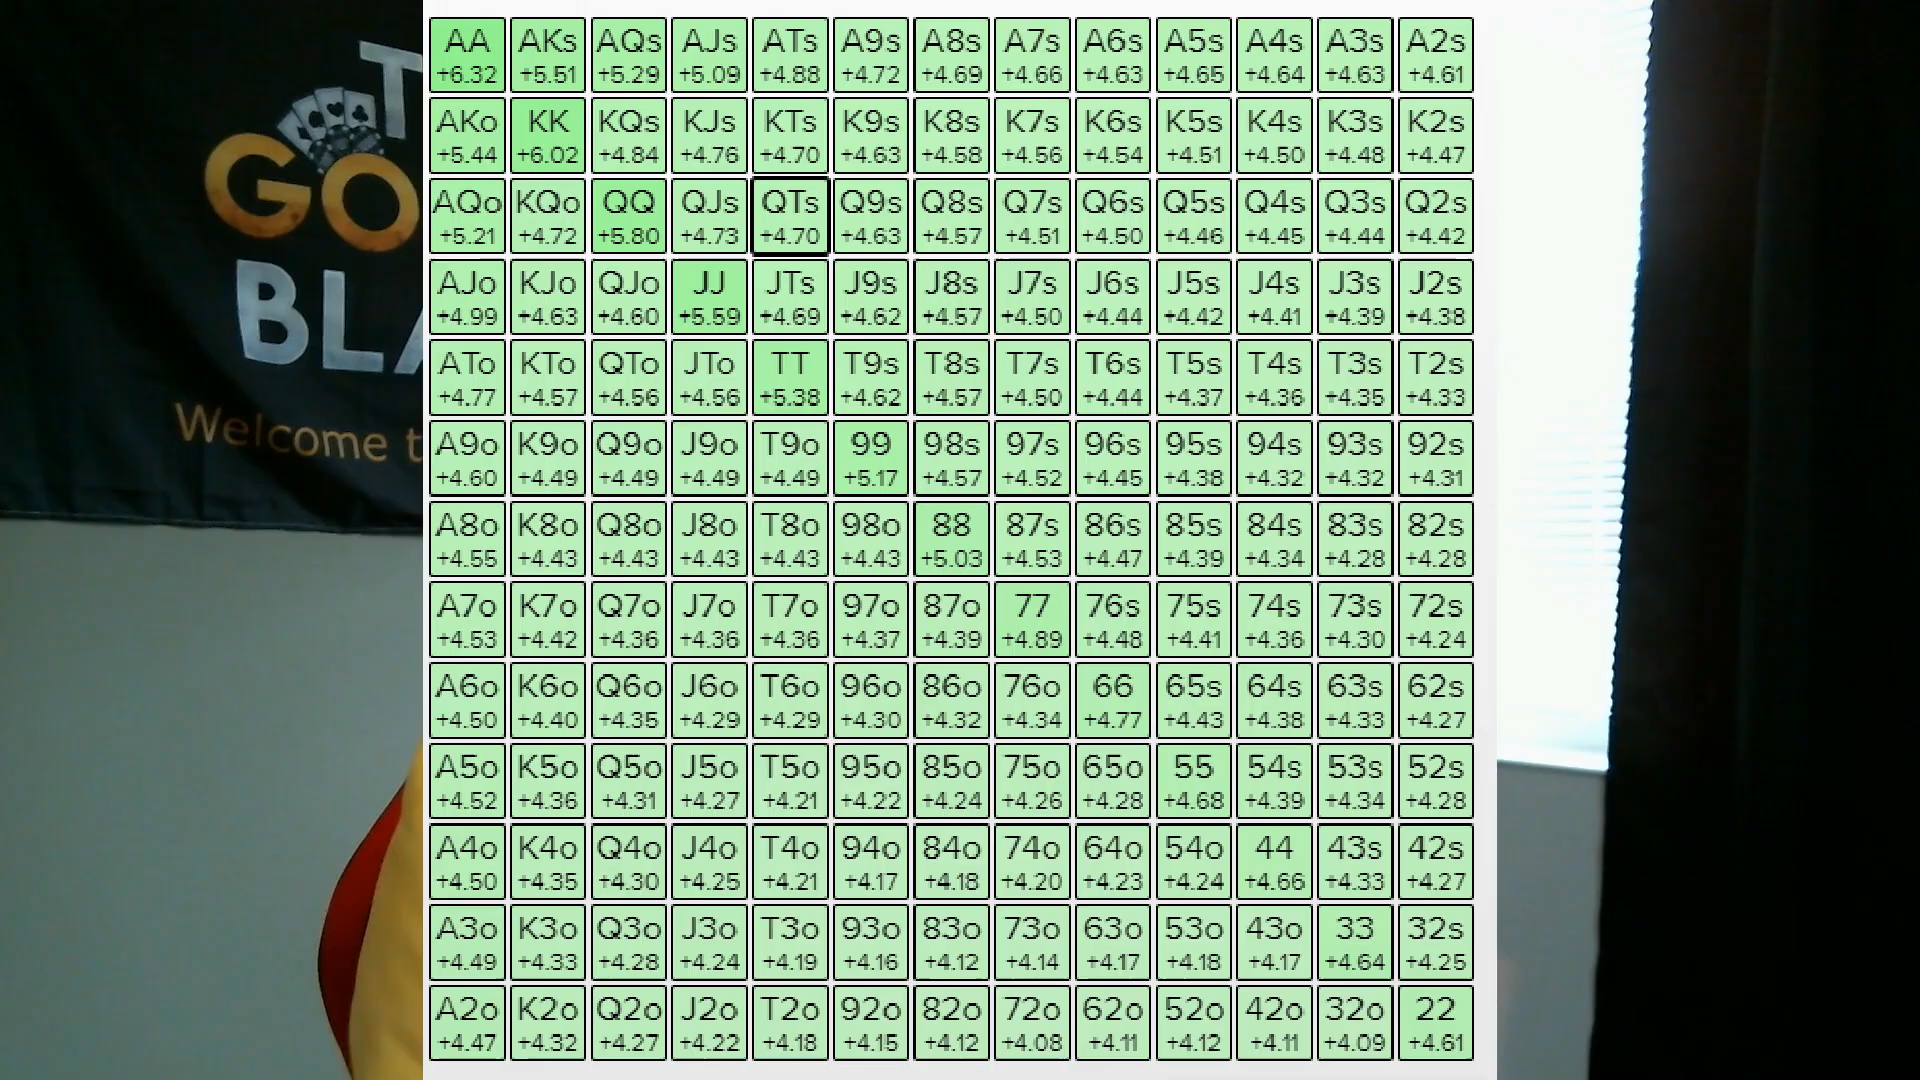 T
GO
BLA
Welcome t
AA AKs AQs AJs ATs A9s A8s A7s A6s A5s A4s A3s A2s
+6.32 +5.51 +5.29 +5.09 +4.88 +4.72 +4.69 +4.66 +4.63 +4.65 +4.64 +4.63 +4.61
AKo KK KQs KJs KTs K9s K8s K7s K6s K5s K4s K3s K2s
+5.44 +6.02 +4.84 +4.76 +4.70 +4.63 +4.58 +4.56 +4.54 +4.51 +4.50 +4.48 +4.47
AQo KQo QQ QJs QTs Q9s Q8s Q7s Q6s Q5s Q4s Q3s Q2s
+5.21 +4.72 +5.80 +4.73 +4.70 +4.63 +4.57 +4.51 +4.50 +4.46 +4.45 +4.44 +4.42
AJo KJo QJo JJ JTs J9s J8s J7s J6s J5s J4s J3s J2s
+4.99 +4.63 +4.60 +5.59 +4.69 +4.62 +4.57 +4.50 +4.44 +4.42 +4.41 +4.39 +4.38
ATo KTo QTo JTo TT T9s T8s T7s T6s T5s T4s T3s T2s
+4.77 +4.57 +4.56 +4.56 +5.38 +4.62 +4.57 +4.50 +4.44 +4.37 +4.36 +4.35 +4.33
A9o K9o Q9o J9o T9o 99 98s 97s 96s 95s 94s 93s 92s
+4.60 +4.49 +4.49 +4.49 +4.49 +5.17 +4.57 +4.52 +4.45 +4.38 +4.32 +4.32 +4.31
A8o K8o Q8o J8o T8o 98o 88 87s 86s 85s 84s 83s 82s
+4.55 +4.43 +4.43 +4.43 +4.43 +4.43 +5.03 +4.53 +4.47 +4.39 +4.34 +4.28 +4.28
A7o K7o Q7o J7o T7o 97o 87o 77 76s 75s 74s 73s 72s
+4.53 +4.42 +4.36 +4.36 +4.36 +4.37 +4.39 +4.89 +4.48 +4.41 +4.36 +4.30 +4.24
A6o K6o Q6o J6o T6o 96o 86o 76o 66 65s 64s 63s 62s
+4.50 +4.40 +4.35 +4.29 +4.29 +4.30 +4.32 +4.34 +4.77 +4.43 +4.38 +4.33 +4.27
A5o K5o Q5o J5o T5o 95o 85o 75o 65o 55 54s 53s 52s
+4.52 +4.36 +4.31 +4.27 +4.21 +4.22 +4.24 +4.26 +4.28 +4.68 +4.39 +4.34 +4.28
A4o K4o Q4o J4o T4o 94o 84o 74o 64o 54o 44 43s 42s
+4.50 +4.35 +4.30 +4.25 +4.21 +4.17 +4.18 +4.20 +4.23 +4.24 +4.66 +4.33 +4.27
A3o K3o Q3o J3o T3o 93o 83o 73o 63o 53o 43o 33 32s
+4.49 +4.33 +4.28 +4.24 +4.19 +4.16 +4.12 +4.14 +4.17 +4.18 +4.17 +4.64 +4.25
A2o K2o Q2o J2o T2o 92o 82o 72o 62o 52o 42o 32o 22
+4.47 +4.32 +4.27 +4.22 +4.18 +4.15 +4.12 +4.08 +4.11 +4.12 +4.11 +4.09 +4.61